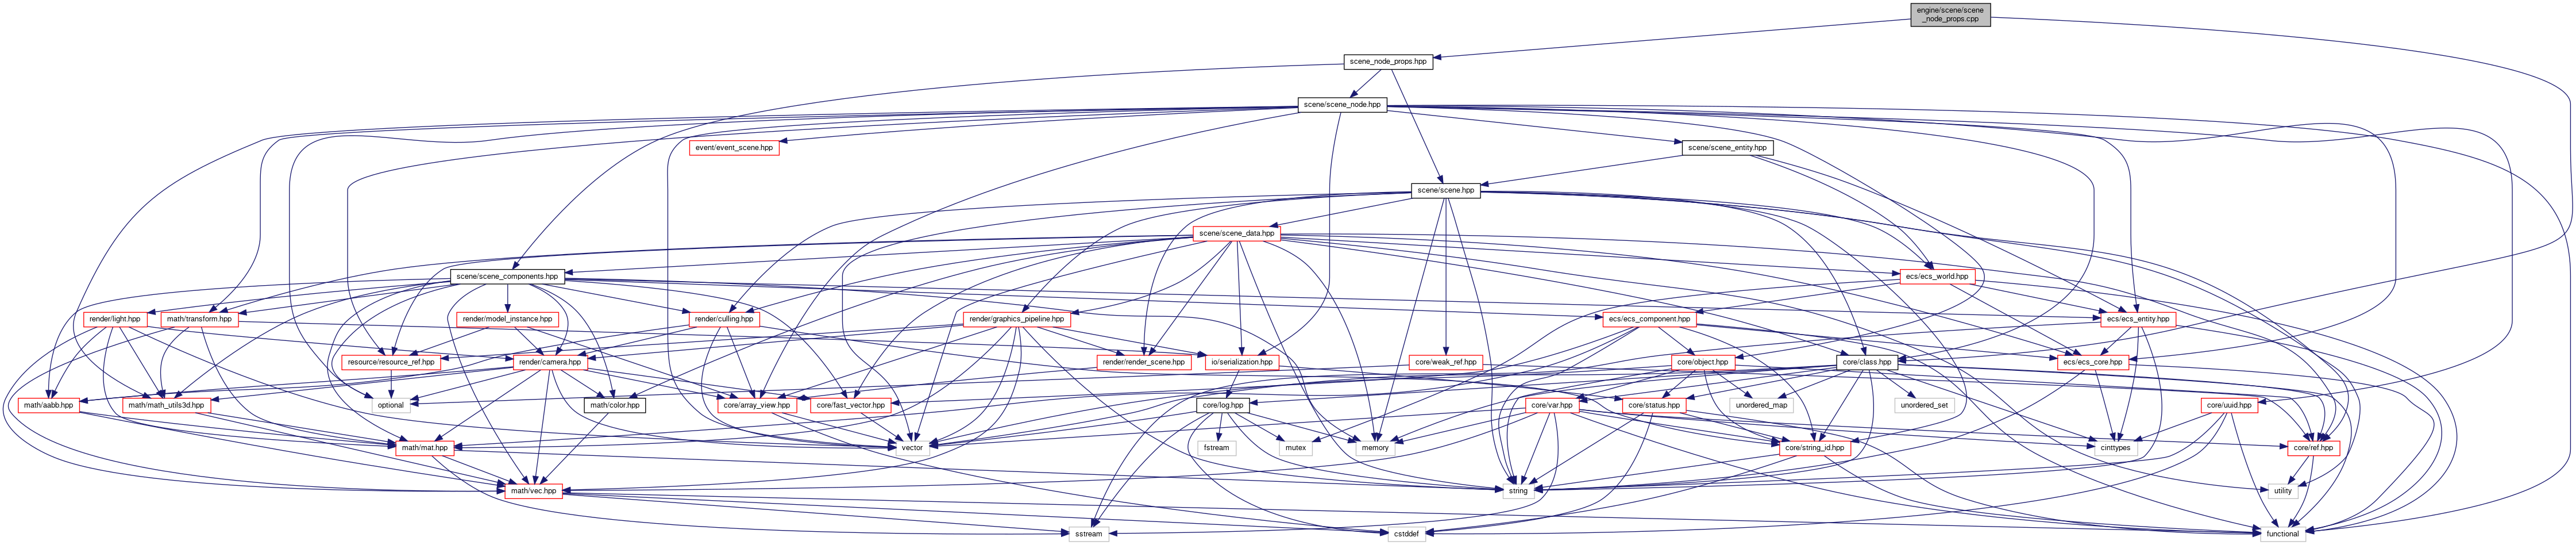 engine/scene/scene
_node_props.cpp
scene_node_props.hpp
scene/scene_node.hpp
event/event_scene.hpp
scene/scene_entity.hpp
scene/scene.hpp
scene/scene_data.hpp
scene/scene_components.hpp
ecs/ecs_world.hpp
render/light.hpp
math/transform.hpp
render/model_instance.hpp
render/culling.hpp
render/graphics_pipeline.hpp
ecs/ecs_component.hpp
ecs/ecs_entity.hpp
resource/resource_ref.hpp
render/camera.hpp
render/render_scene.hpp
io/serialization.hpp
core/weak_ref.hpp
core/object.hpp
core/class.hpp
ecs/ecs_core.hpp
math/aabb.hpp
math/math_utils3d.hpp
optional
math/color.hpp
core/array_view.hpp
core/fast_vector.hpp
core/log.hpp
core/var.hpp
core/status.hpp
unordered_map
unordered_set
core/uuid.hpp
math/mat.hpp
vector
fstream
mutex
memory
core/string_id.hpp
cinttypes
core/ref.hpp
math/vec.hpp
string
utility
sstream
cstddef
functional